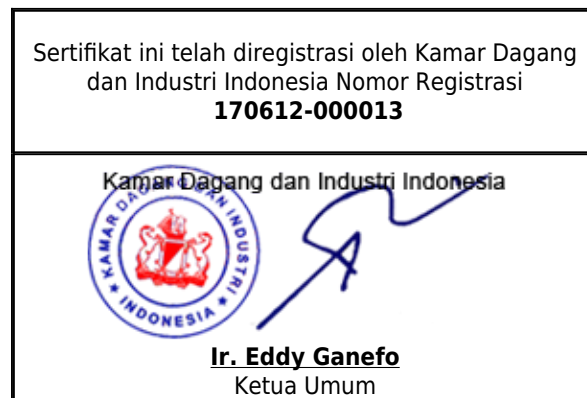 Sertifikat ini telah diregistrasi oleh Kamar Dagang
dan Industri Indonesia Nomor Registrasi
170612-000013
Kamar Dagang dan Industri Indonesia
KAMAR DAGANG DAN INDUSTRI
INDONESIA
Ir. Eddy Ganefo
Ketua Umum